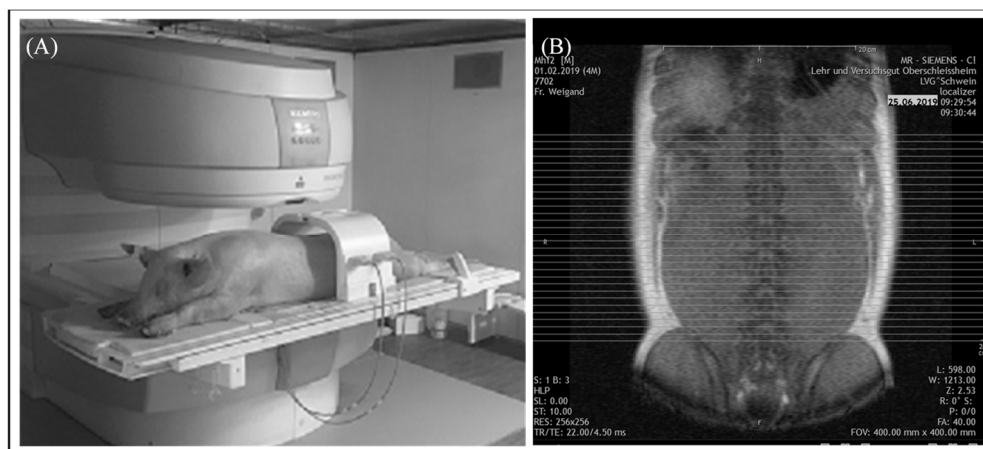 (A)
SIEMENS
(B)
Mh12 [M]
01.02.2019 (4M)
7702
Fr. Weigand
20 cm
H
MR - SIEMENS - C!
Lehr und Versuchsgut Oberschleissheim
LVG^Schwein
localizer
25.06.2019 09:29:54
09:30:44
R
L
S: 1 B: 3
HLP
SL: 0.00
ST: 10.00
RES: 256x256
TR/TE: 22.00/4.50 ms
F
L: 598.00
W: 1213.00
Z: 2.53
R: 0° S:
P: 0/0
FA: 40.00
FOV: 400.00 mm x 400.00 mm